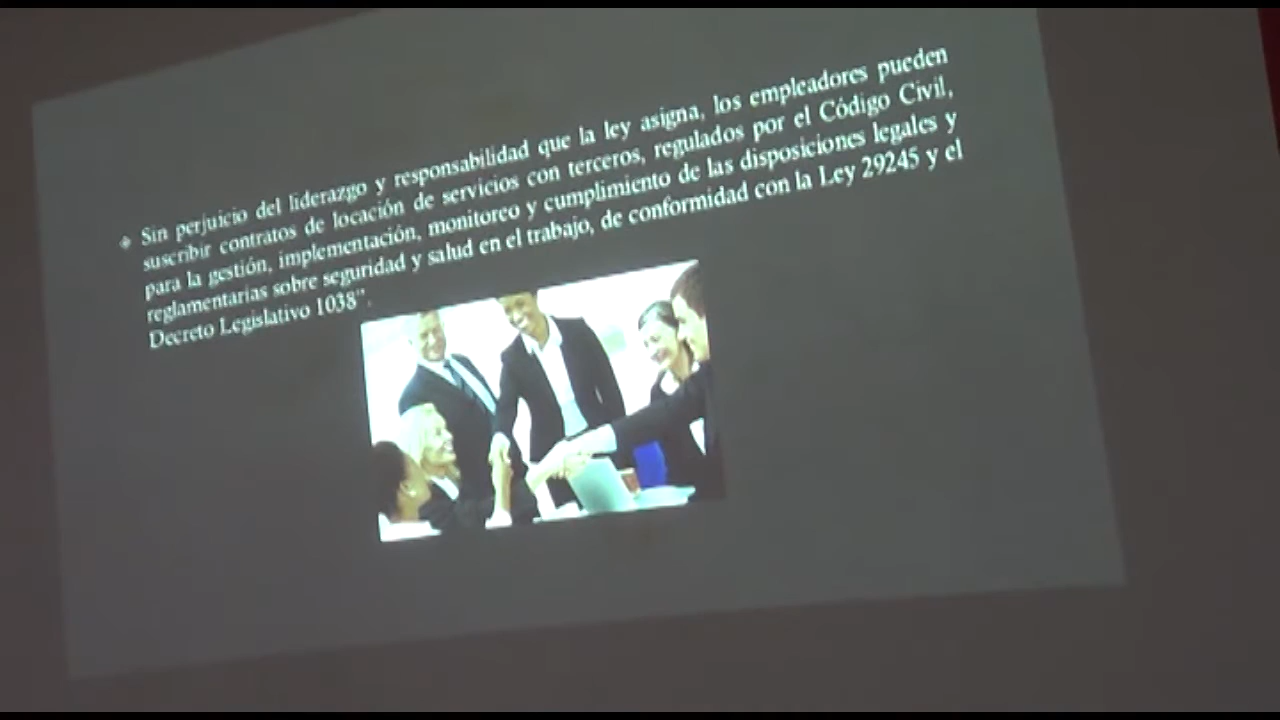 ❖ Sin perjuicio del liderazgo y responsabilidad que la ley asigna, los empleadores pueden
suscribir contratos de locación de servicios con terceros, regulados por el Código Civil,
para la gestión, implementación, monitoreo y cumplimiento de las disposiciones legales y
reglamentarias sobre seguridad y salud en el trabajo, de conformidad con la Ley 29245 y el
Decreto Legislativo 1038".